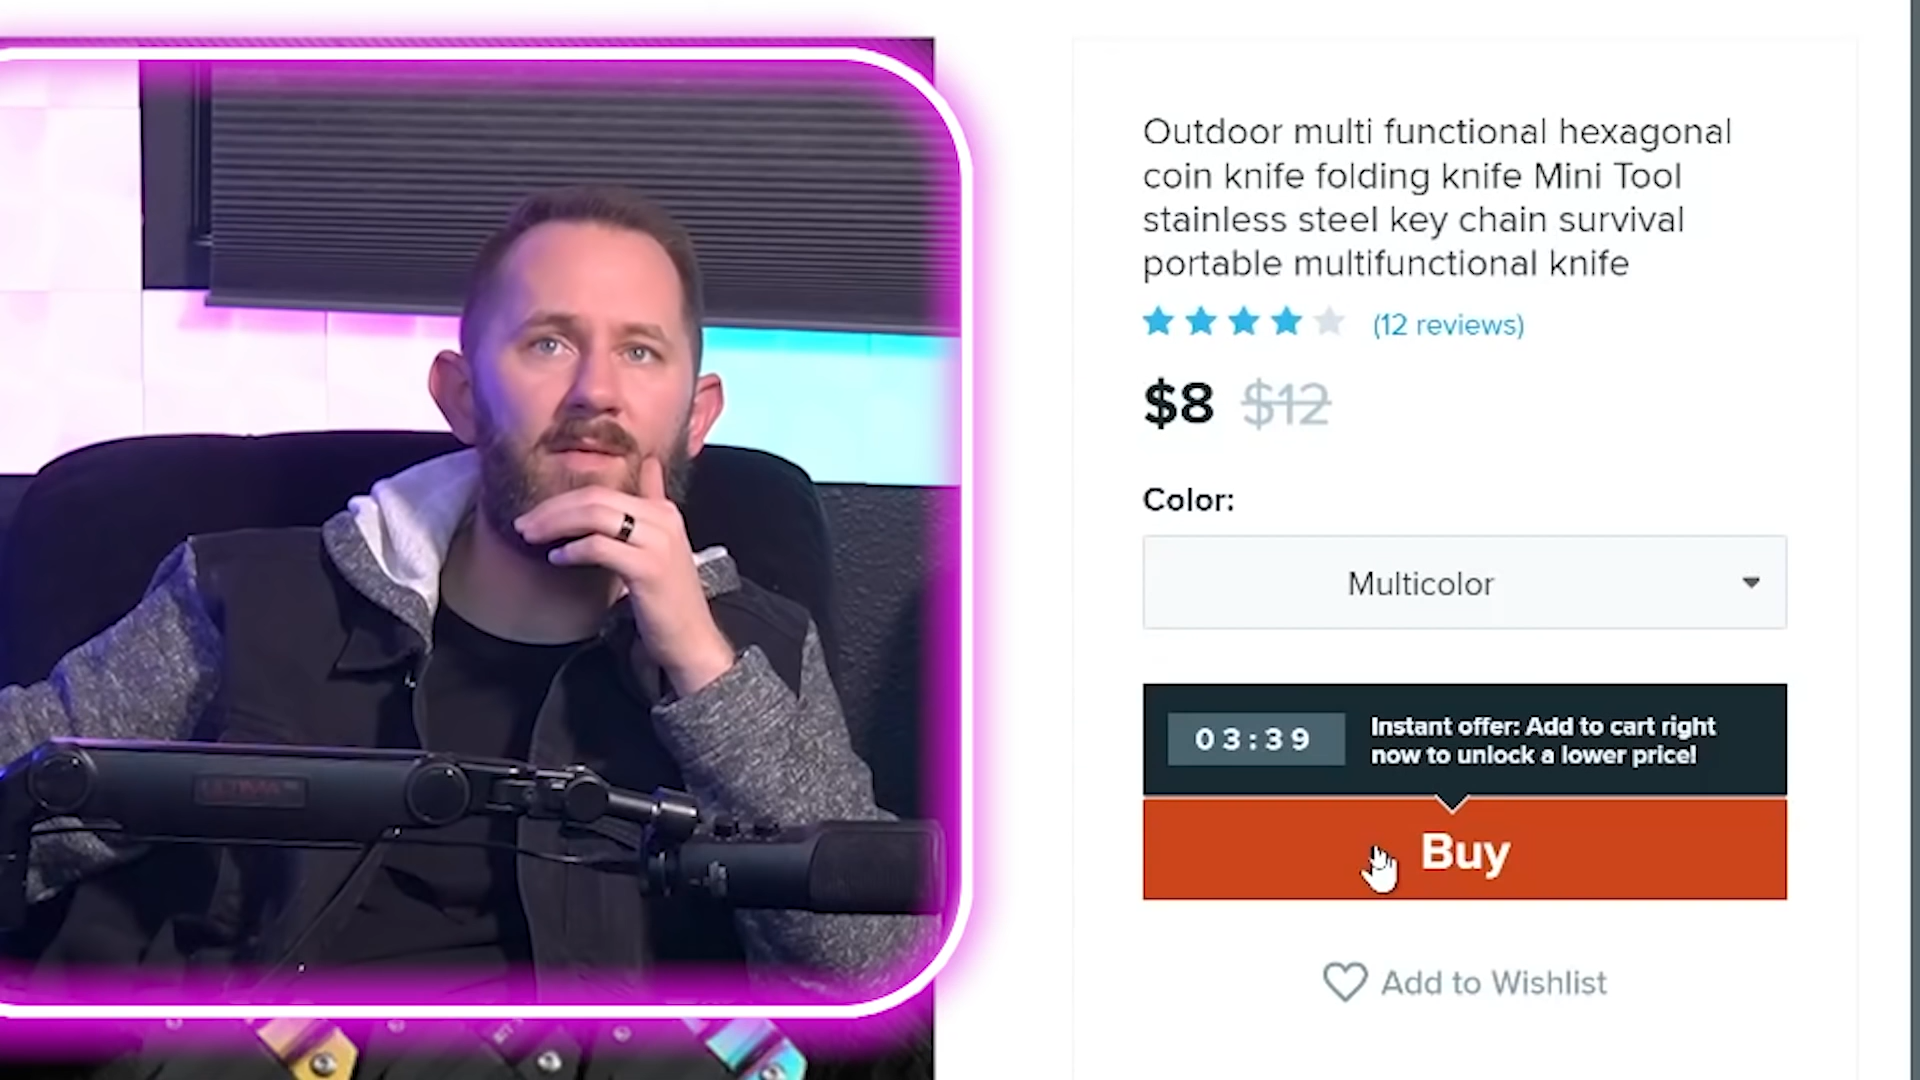 Outdoor multi functional hexagonal
coin knife folding knife Mini Tool
stainless steel key chain survival
portable multifunctional knife
(12 reviews)
$8 $12
Color:
Multicolor
03:39
Instant offer: Add to cart right
now to unlock a lower price!
Buy
Add to Wishlist